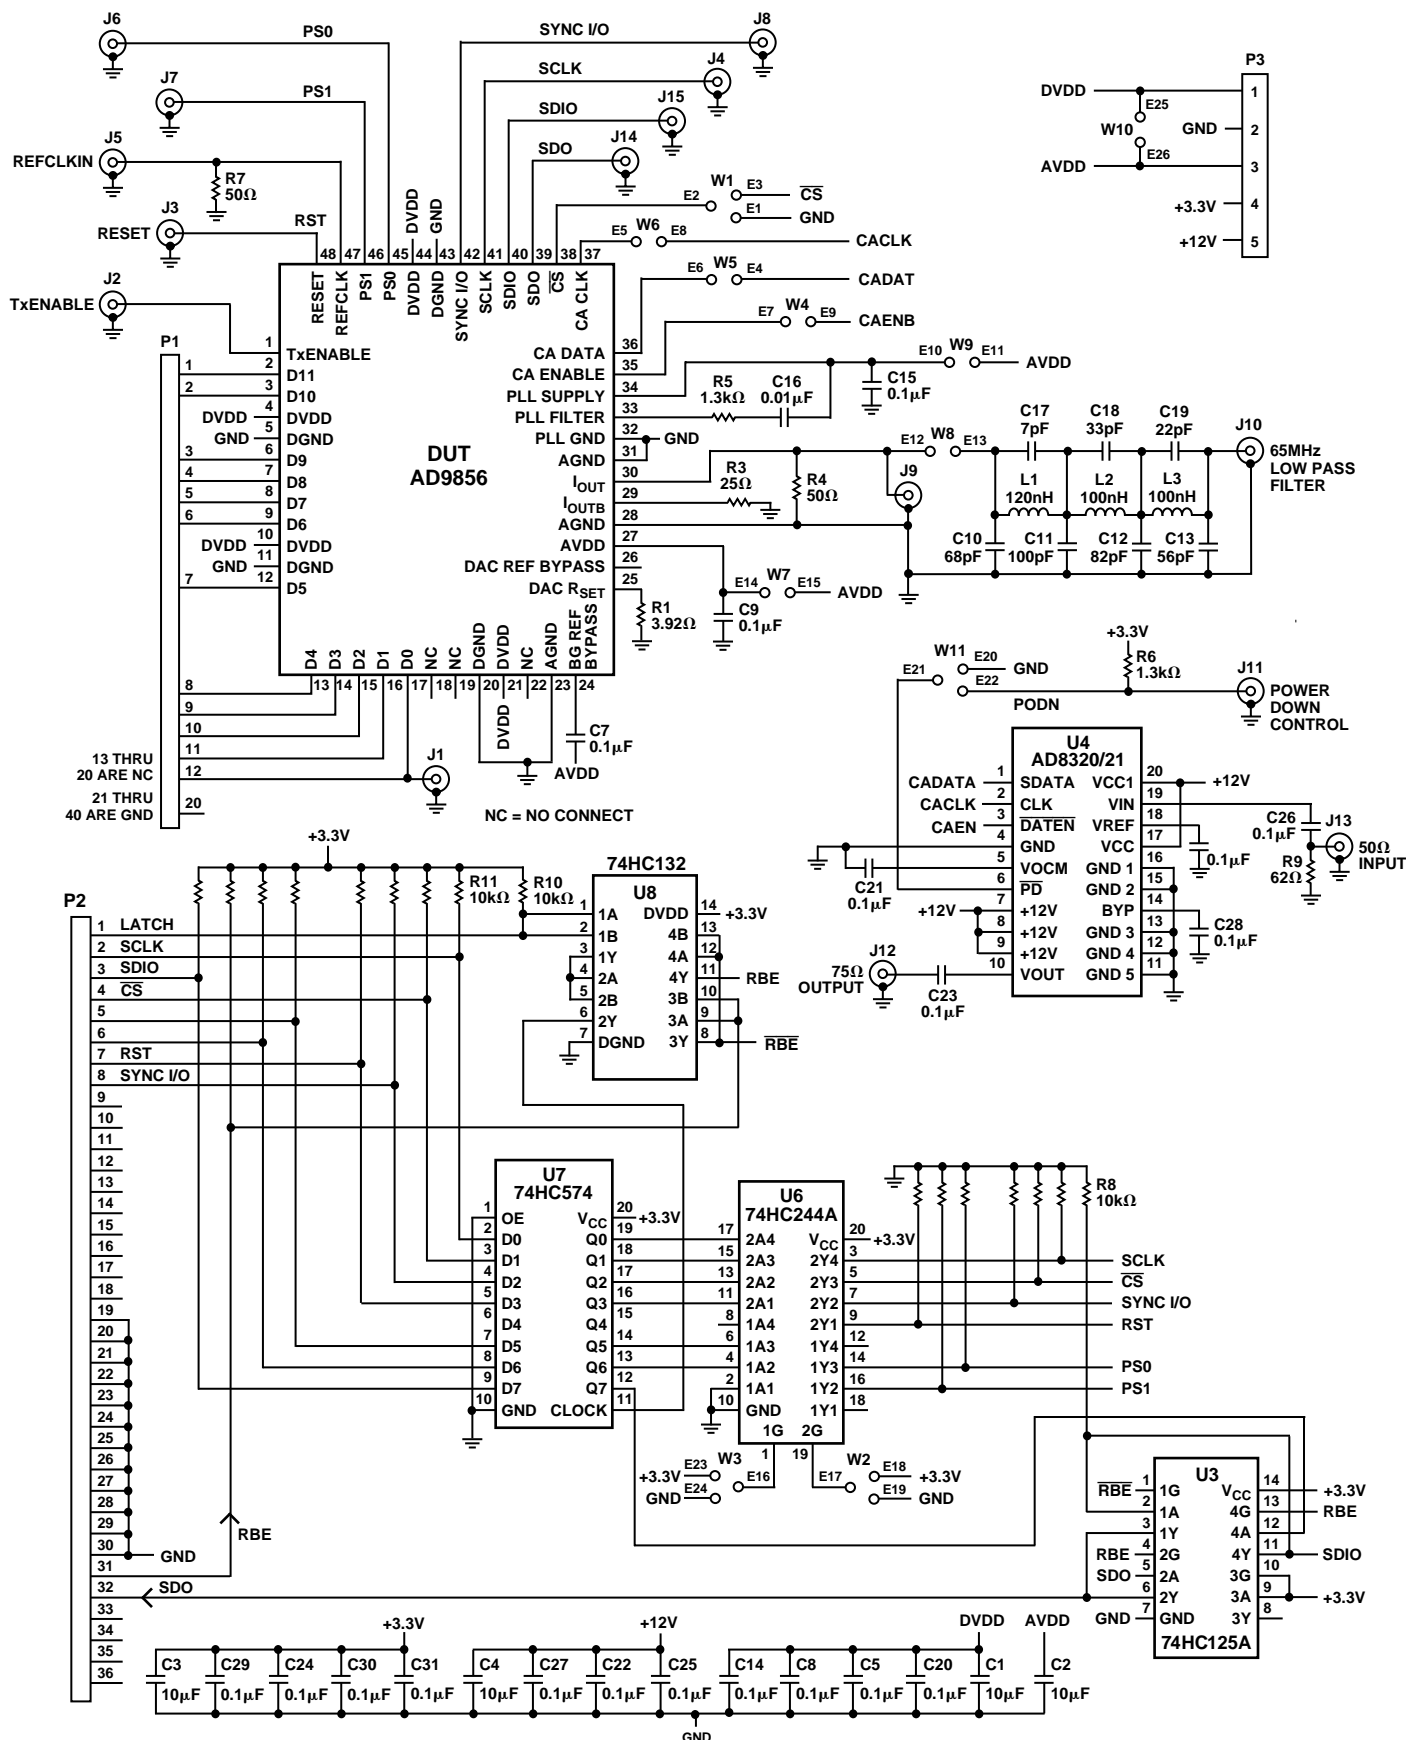 J6
PS0
SYNC I/O
J8
J7
PS1
SCLK
J4
J5
REFCLKIN
R7
50Ω
SDIO
J15
SDO
J14
J3
RESET
RST
DVDD
GND
E2
W1
E3
CS
E1
GND
E5
W6
E8
CACLK
J2
TxENABLE
E6
W5
E4
CADAT
E7
W4
E9
CAENB
P3
DVDD
1
E25
W10
GND
2
E26
AVDD
3
+3.3V
4
+12V
5
48 47 46 45 44 43 42 41 40 39 38 37
RESET
REFCLK
PS1
PS0
DVDD
DGND
SYNC I/O
SCLK
SDIO
SDO
CS
CA CLK
P1
1
TxENABLE
1
2
D11
2
3
D10
DVDD
4
DVDD
GND
5
DGND
3
6
D9
4
7
D8
5
8
D7
6
9
D6
DVDD
10
DVDD
GND
11
DGND
7
12
D5
DUT
AD9856
CA DATA
36
CA ENABLE
35
PLL SUPPLY
34
PLL FILTER
33
PLL GND
32
GND
AGND
31
IOUT
30
IOUTB
29
AGND
28
AVDD
27
DAC REF BYPASS
26
DAC RSET
25
D4
D3
D2
D1
D0
NC
NC
DGND
DVDD
NC
AGND
BG REF
BYPASS
13 14 15 16 17 18 19 20 21 22 23 24
8
9
10
11
12
20
13 THRU
20 ARE NC
21 THRU
40 ARE GND
J1
DVDD
C7
0.1µF
AVDD
NC = NO CONNECT
R5
1.3kΩ
C16
0.01µF
C15
0.1µF
E10
W9
E11
AVDD
R3
25Ω
R4
50Ω
J9
E12
W8
E13
C17
7pF
C18
33pF
C19
22pF
J10
65MHz
LOW PASS
FILTER
L1
120nH
L2
100nH
L3
100nH
C10
68pF
C11
100pF
C12
82pF
C13
56pF
R1
3.92Ω
E14
W7
E15
AVDD
C9
0.1µF
+3.3V
R6
1.3kΩ
E21
W11
E20
GND
E22
PODN
J11
POWER
DOWN
CONTROL
U4
AD8320/21
CADATA
1
SDATA
CACLK
2
CLK
CAEN
3
DATEN
4
GND
5
VOCM
6
PD
+12V
7
+12V
8
+12V
9
+12V
10
VOUT
VCC1
20
+12V
VIN
19
VREF
18
VCC
17
GND 1
16
GND 2
15
BYP
14
GND 3
13
GND 4
12
GND 5
11
C21
0.1µF
0.1µF
C26
0.1µF
J13
50Ω
INPUT
R9
62Ω
C28
0.1µF
J12
75Ω
OUTPUT
C23
0.1µF
+3.3V
R11
10kΩ
R10
10kΩ
74HC132
U8
1
1A
2
1B
3
1Y
4
2A
5
2B
6
2Y
7
DGND
DVDD
14
+3.3V
4B
13
4A
12
4Y
11
RBE
3B
10
3A
9
3Y
8
RBE
P2
1
LATCH
2
SCLK
3
SDIO
4
CS
5
6
7
RST
8
SYNC I/O
9
10
11
12
13
14
15
16
17
18
19
20
21
22
23
24
25
26
27
28
29
30
GND
31
RBE
32
SDO
33
34
35
36
U7
74HC574
1
OE
2
D0
3
D1
4
D2
5
D3
6
D4
7
D5
8
D6
9
D7
10
GND
VCC
20
+3.3V
Q0
19
Q1
18
Q2
17
Q3
16
Q4
15
Q5
14
Q6
13
Q7
12
CLOCK
11
U6
74HC244A
17
2A4
15
2A3
13
2A2
11
2A1
8
1A4
6
1A3
4
1A2
2
1A1
10
GND
VCC
20
+3.3V
2Y4
3
SCLK
2Y3
5
CS
2Y2
7
SYNC I/O
2Y1
9
RST
1Y4
12
1Y3
14
PS0
1Y2
16
PS1
1Y1
18
1G
2G
1
19
R8
10kΩ
+3.3V
E23
W3
E16
GND
E24
E17
W2
E18
+3.3V
E19
GND
U3
RBE
1
1G
2
1A
3
1Y
RBE
4
2G
SDO
5
2A
6
2Y
GND
7
GND
VCC
14
+3.3V
4G
13
RBE
4A
12
4Y
11
SDIO
3G
10
3A
9
+3.3V
3Y
8
74HC125A
+3.3V
+12V
DVDD
AVDD
C3
10µF
C29
0.1µF
C24
0.1µF
C30
0.1µF
C31
0.1µF
C4
10µF
C27
0.1µF
C22
0.1µF
C25
0.1µF
C14
0.1µF
C8
0.1µF
C5
0.1µF
C20
0.1µF
C1
10µF
C2
10µF
GND